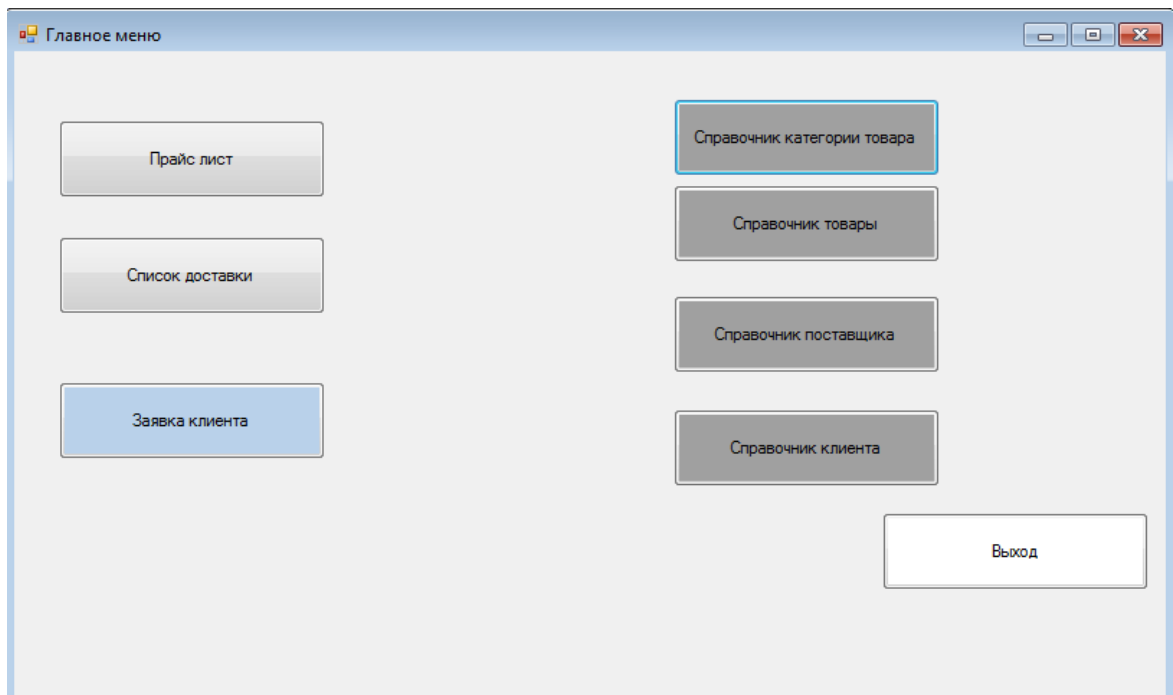 Главное меню
Прайс лист
Список доставки
Заявка клиента
Справочник категории товара
Справочник товары
Справочник поставщика
Справочник клиента
Выход